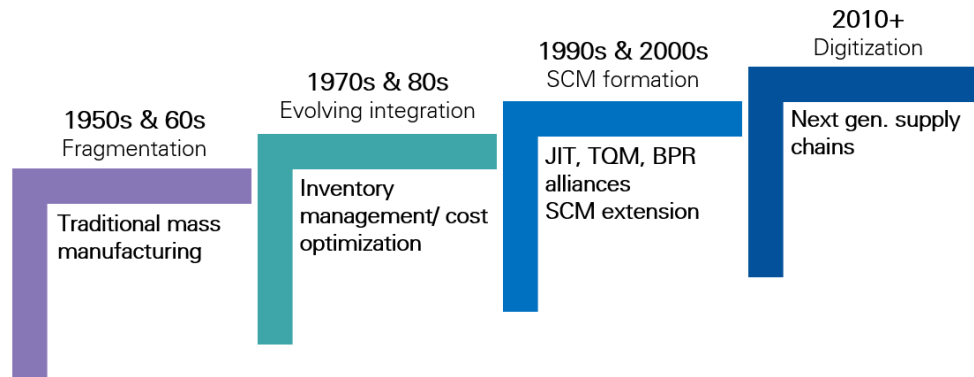 1950s & 60s
Fragmentation
Traditional mass
manufacturing
1970s & 80s
Evolving integration
Inventory
management/ cost
optimization
1990s & 2000s
SCM formation
JIT, TQM, BPR
alliances
SCM extension
2010+
Digitization
Next gen. supply
chains